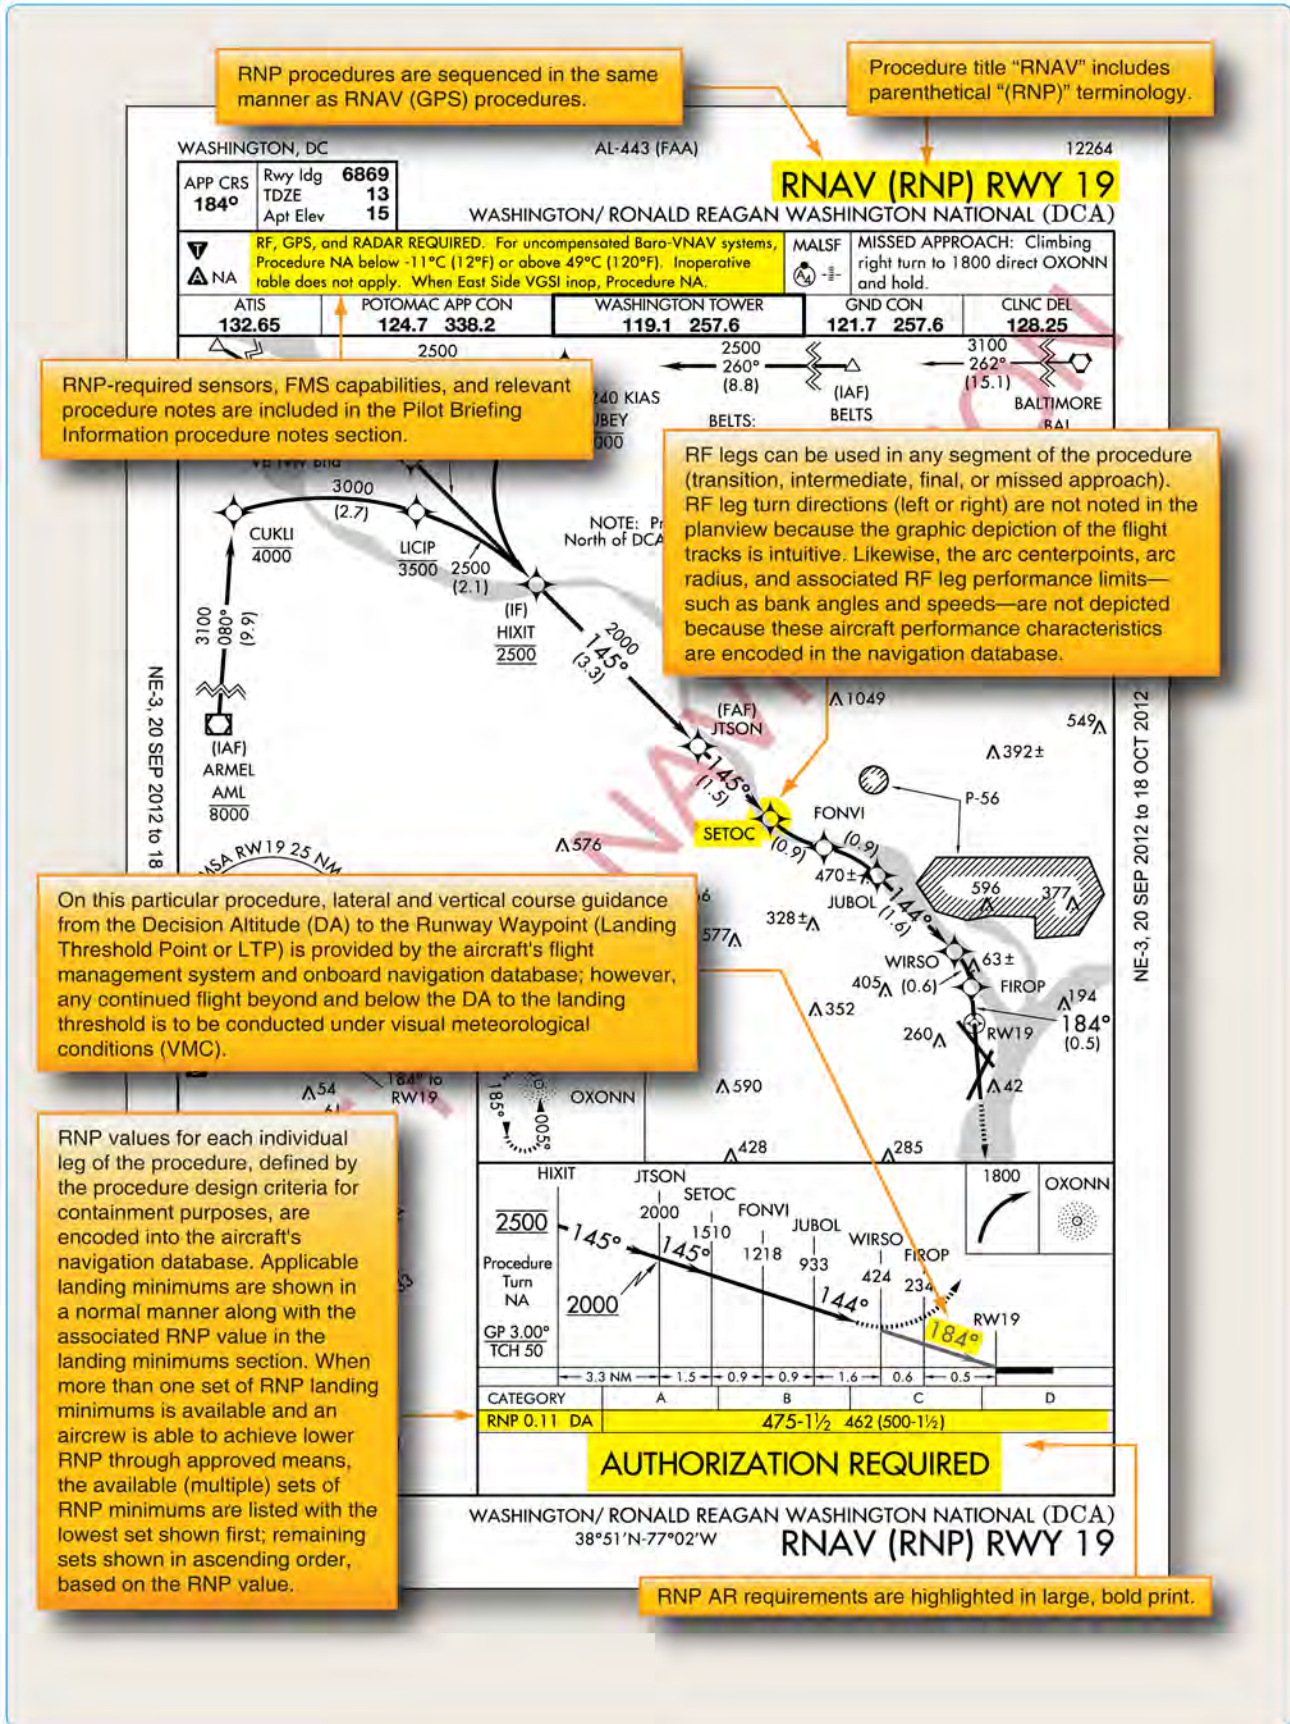 RNP procedures are sequenced in the same
manner as RNAV (GPS) procedures.
Procedure title “RNAV” includes
parenthetical “(RNP)” terminology.
WASHINGTON, DC
AL-443 (FAA)
12264
APP CRS
184°
Rwy ldg 6869
TDZE 13
Apt Elev 15
RNAV (RNP) RWY 19
WASHINGTON/ RONALD REAGAN WASHINGTON NATIONAL (DCA)
T
A NA
RF, GPS, and RADAR REQUIRED. For uncompensated Baro-VNAV systems,
Procedure NA below -11°C (12°F) or above 49°C (120°F). Inoperative
table does not apply. When East Side VGSI inop, Procedure NA.
MALSF
A4
MISSED APPROACH: Climbing
right turn to 1800 direct OXONN
and hold.
ATIS
132.65
POTOMAC APP CON
124.7 338.2
WASHINGTON TOWER
119.1 257.6
GND CON
121.7 257.6
CLNC DEL
128.25
2500
2500
260°
(8.8)
(IAF)
BELTS
3100
262°
(15.1)
BALTIMORE
BAL
240 KIAS
BELTS:
RNP-required sensors, FMS capabilities, and relevant
procedure notes are included in the Pilot Briefing
Information procedure notes section.
RF legs can be used in any segment of the procedure
(transition, intermediate, final, or missed approach).
RF leg turn directions (left or right) are not noted in the
planview because the graphic depiction of the flight
tracks is intuitive. Likewise, the arc centerpoints, arc
radius, and associated RF leg performance limits—
such as bank angles and speeds—are not depicted
because these aircraft performance characteristics
are encoded in the navigation database.
3000
(2.7)
CUKLI
4000
LICIP
3500
2500
(2.1)
NOTE:
North of DCA
(IF)
HIXIT
2500
2000
145°
(3.3)
3100
080°
(9.9)
(IAF)
ARMEL
AML
8000
NE-3, 20 SEP 2012 to 18
NE-3, 20 SEP 2012 to 18 OCT 2012
(FAF)
JTSON
1049
549
392±
145°
(1.5)
P-56
SETOC
FONVI
(0.9)
(0.9)
576
MSA RW19 25 NM
470±
JUBOL
144°
(1.6)
596
377
328±
577
WIRSO
63±
405
(0.6)
FIROP
352
194
184°
(0.5)
260
RW19
42
On this particular procedure, lateral and vertical course guidance
from the Decision Altitude (DA) to the Runway Waypoint (Landing
Threshold Point or LTP) is provided by the aircraft's flight
management system and onboard navigation database; however,
any continued flight beyond and below the DA to the landing
threshold is to be conducted under visual meteorological
conditions (VMC).
54
184° to
RW19
185°
005°
OXONN
590
428
285
RNP values for each individual
leg of the procedure, defined by
the procedure design criteria for
containment purposes, are
encoded into the aircraft's
navigation database. Applicable
landing minimums are shown in
a normal manner along with the
associated RNP value in the
landing minimums section. When
more than one set of RNP landing
minimums is available and an
aircrew is able to achieve lower
RNP through approved means,
the available (multiple) sets of
RNP minimums are listed with the
lowest set shown first; remaining
sets shown in ascending order,
based on the RNP value.
HIXIT
JTSON
SETOC
FONVI
JUBOL
WIRSO
FIROP
RW19
2500
2000
1510
1218
933
424
234
145°
145°
144°
184°
2000
Procedure
Turn
NA
GP 3.00°
TCH 50
1800
OXONN
3.3 NM 1.5 0.9 0.9 1.6 0.6 0.5
CATEGORY A B C D
RNP 0.11 DA 475-1½ 462 (500-1½)
AUTHORIZATION REQUIRED
WASHINGTON/ RONALD REAGAN WASHINGTON NATIONAL (DCA)
38°51'N-77°02'W
RNAV (RNP) RWY 19
RNP AR requirements are highlighted in large, bold print.